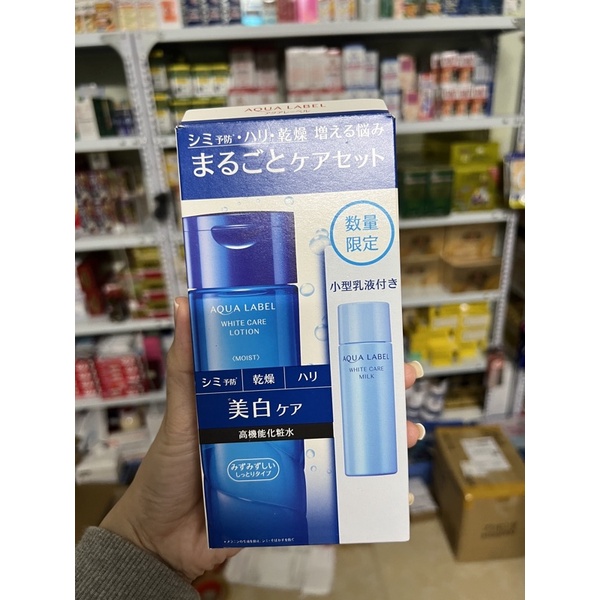 AQUA LABEL
シミ予防*・ハリ・乾燥 増える悩み
まるごとケアセット
数量
限定
小型乳液付き
AQUA LABEL
WHITE CARE
LOTION
〈MOIST〉
シミ予防* 乾燥 ハリ
美白*ケア
高機能化粧水
みずみずしい
しっとりタイプ
AQUA LABEL
WHITE CARE
MILK